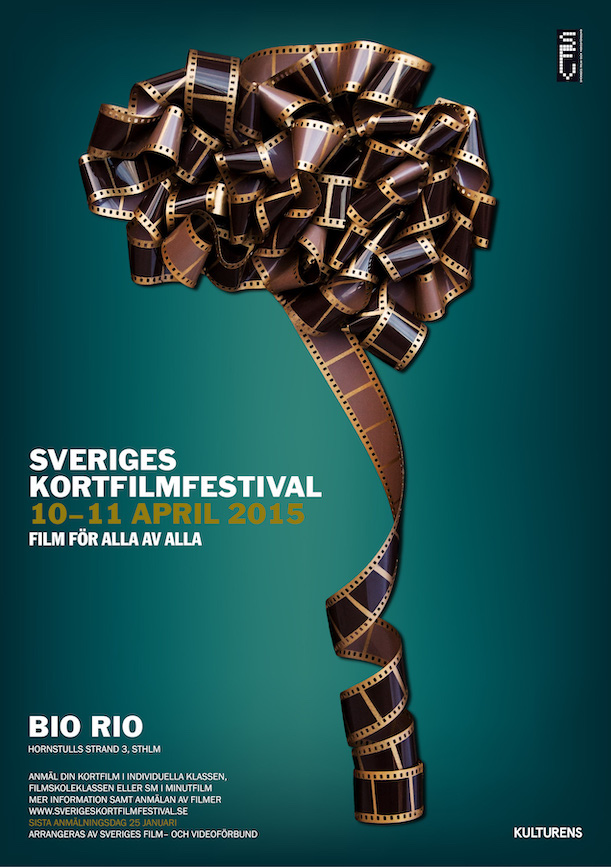 SVERIGES
KORTFILMFESTIVAL
10–11 APRIL 2015
FILM FÖR ALLA AV ALLA
BIO RIO
HORNSTULLS STRAND 3, STHLM
ANMÄL DIN KORTFILM I INDIVIDUELLA KLASSEN,
FILMSKOLEKLASSEN ELLER SM I MINUTFILM
MER INFORMATION SAMT ANMÄLAN AV FILMER
WWW.SVERIGESKORTFILMFESTIVAL.SE
SISTA ANMÄLNINGSDAG 25 JANUARI
ARRANGERAS AV SVERIGES FILM– OCH VIDEOFÖRBUND
KULTURENS